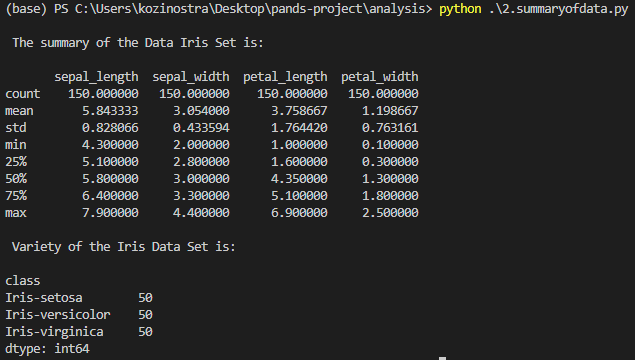 (base) PS C:\Users\kozinostra\Desktop\pands-project\analysis> python .\2.summaryofdata.py
The summary of the Data Iris Set is:
sepal_length sepal_width petal_length petal_width
count 150.000000 150.000000 150.000000 150.000000
mean 5.843333 3.054000 3.758667 1.198667
std 0.828066 0.433594 1.764420 0.763161
min 4.300000 2.000000 1.000000 0.100000
25% 5.100000 2.800000 1.600000 0.300000
50% 5.800000 3.000000 4.350000 1.300000
75% 6.400000 3.300000 5.100000 1.800000
max 7.900000 4.400000 6.900000 2.500000
Variety of the Iris Data Set is:
class
Iris-setosa 50
Iris-versicolor 50
Iris-virginica 50
dtype: int64